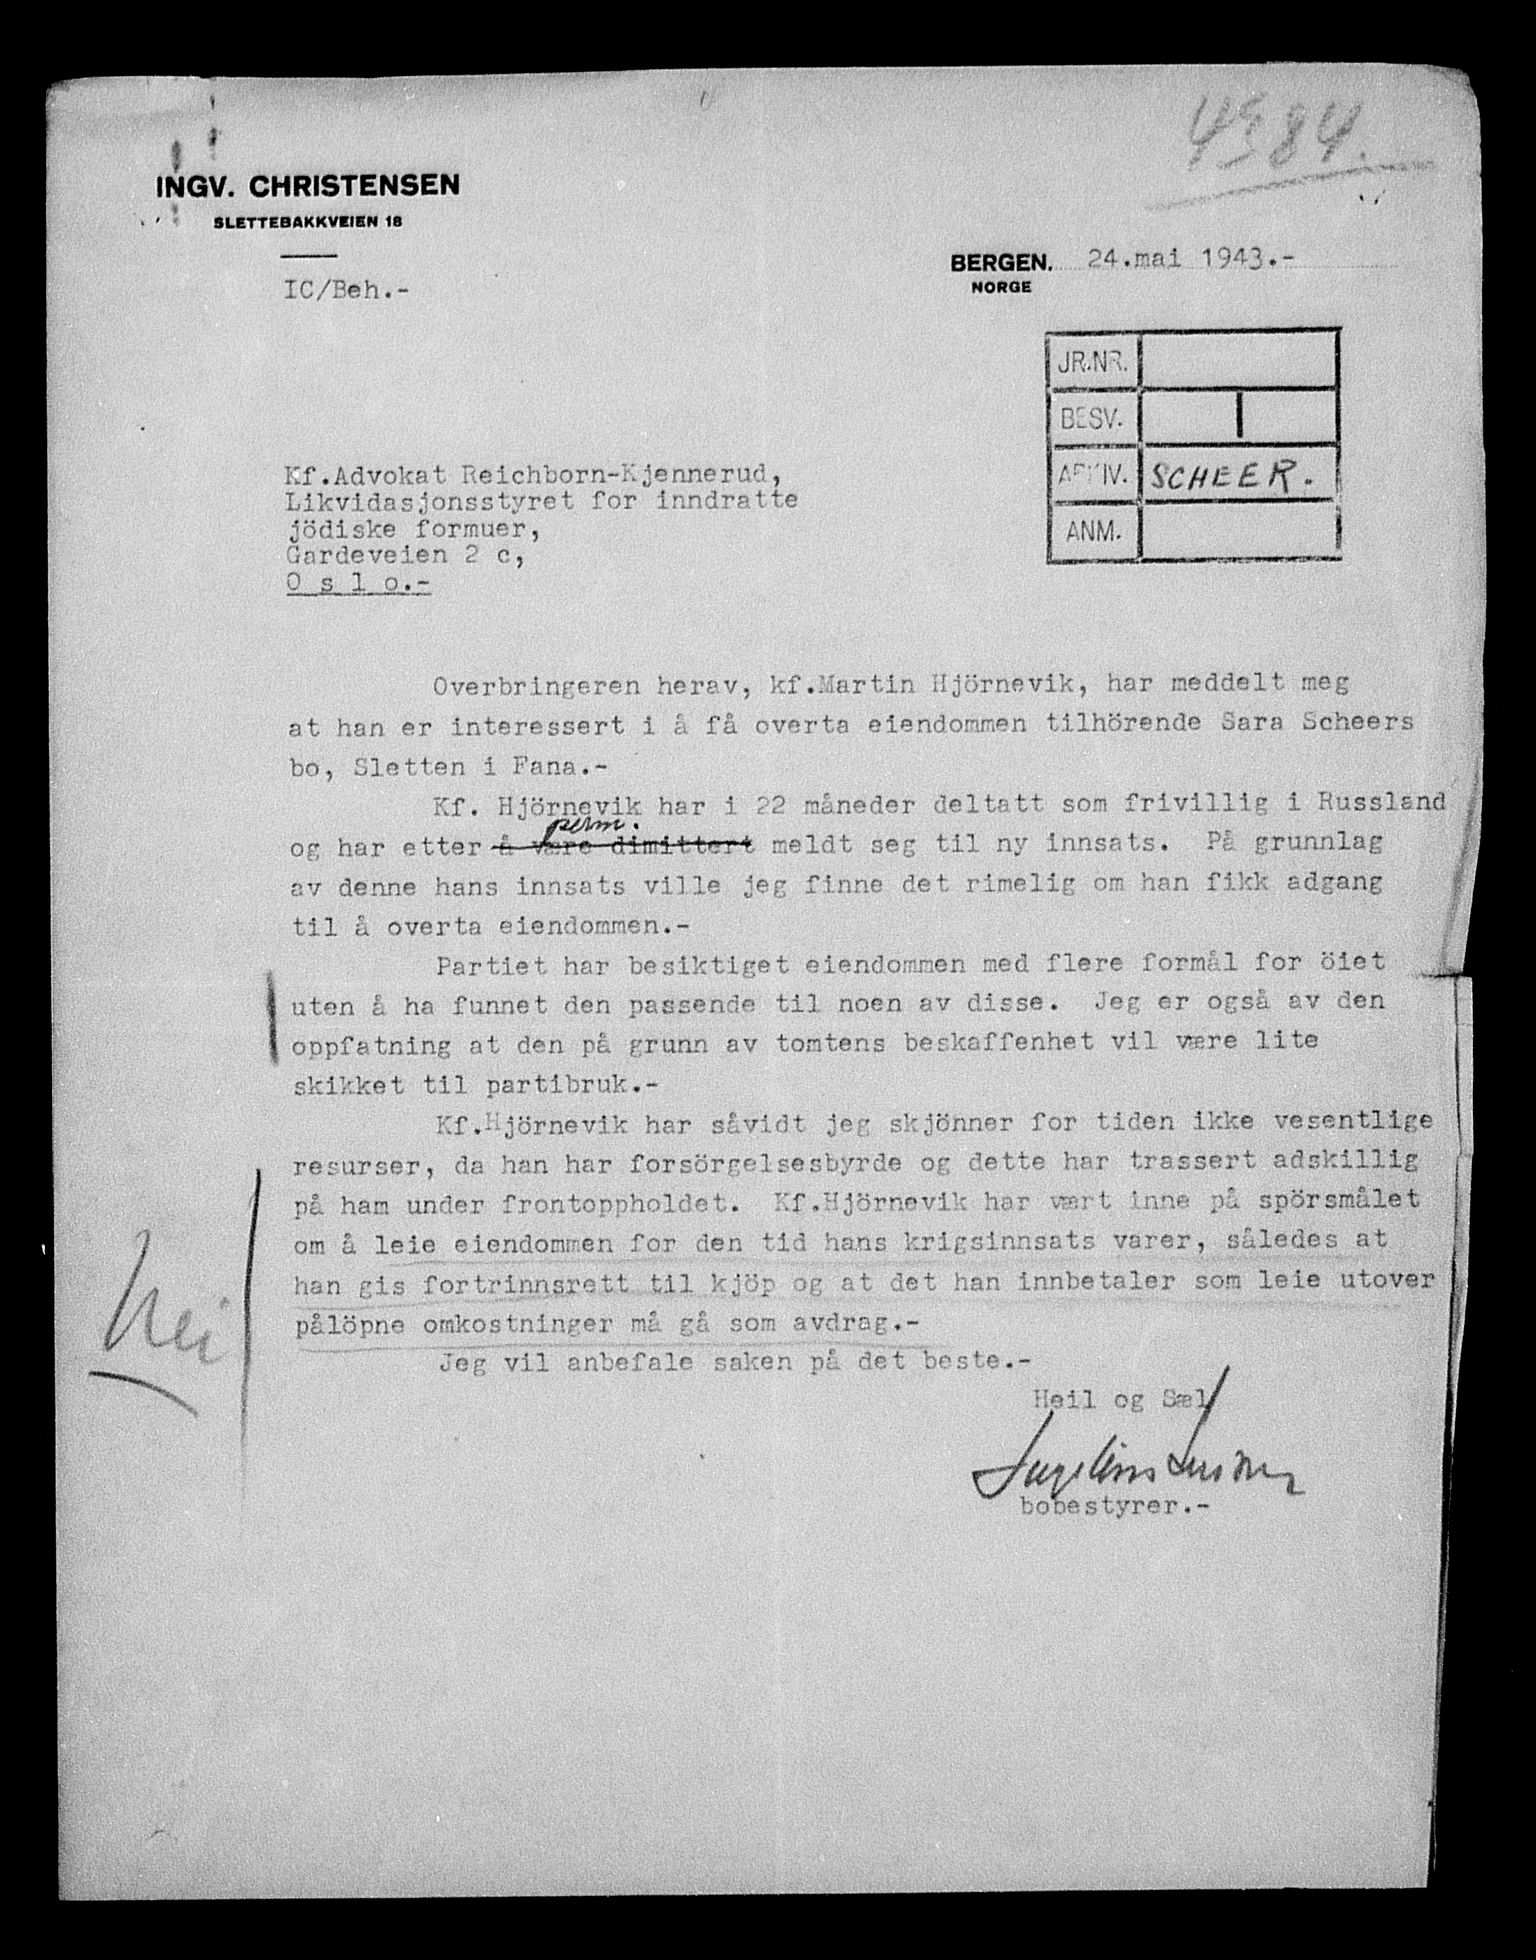 4584.
INGV. CHRISTENSEN
SLETTEBAKKVEIEN 18
IC/Beh.-
BERGEN. 24.mai 1943.-
NORGE
JR.NR.
BESV.
ARKIV. SCHEER.
ANM.
Kf.Advokat Reichborn-Kjennerud,
Likvidasjonsstyret for inndratte
jödiske formuer,
Gardeveien 2 c,
O s l o.-
Overbringeren herav, kf.Martin Hjörnevik, har meddelt meg
at han er interessert i å få overta eiendommen tilhörende Sara Scheers
bo, Sletten i Fana.-
Kf. Hjörnevik har i 22 måneder deltatt som frivillig i Russland
perm.
og har etter å være dimittert meldt seg til ny innsats. På grunnlag
av denne hans innsats ville jeg finne det rimelig om han fikk adgang
til å overta eiendommen.-
Partiet har besiktiget eiendommen med flere formål for öiet
uten å ha funnet den passende til noen av disse. Jeg er også av den
oppfatning at den på grunn av tomtens beskaffenhet vil være lite
skikket til partibruk.-
Kf.Hjörnevik har såvidt jeg skjönner for tiden ikke vesentlige
resurser, da han har forsörgelsesbyrde og dette har trassert adskillig
på ham under frontoppholdet. Kf.Hjörnevik har vært inne på spörsmålet
om å leie eiendommen for den tid hans krigsinnsats varer, således at
han gis fortrinnsrett til kjöp og at det han innbetaler som leie utover
pålöpne omkostninger må gå som avdrag.-
Nei
Jeg vil anbefale saken på det beste.-
Heil og Sæl
bobestyrer.-